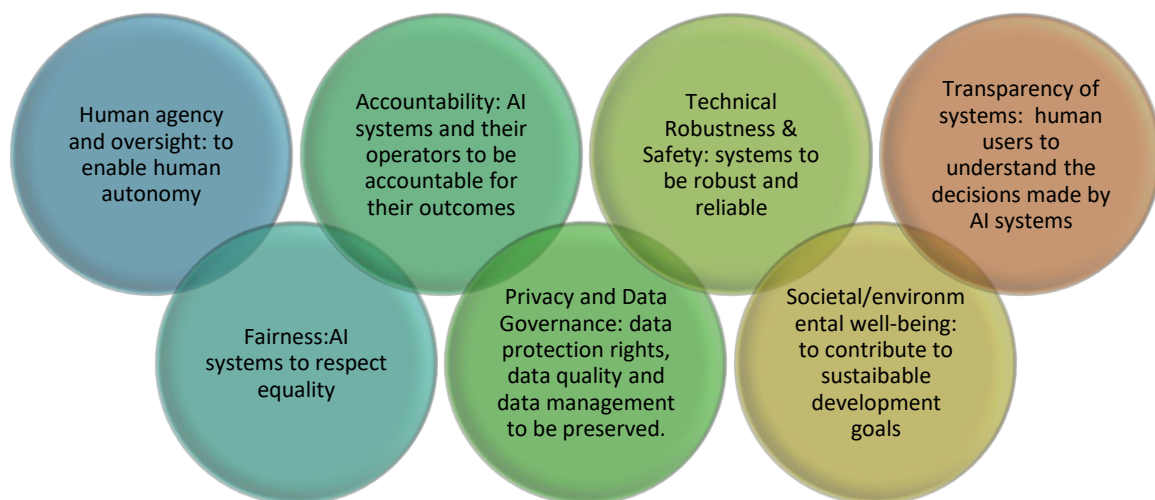 Human agency
and oversight: to
enable human
autonomy
Fairness:AI
systems to respect
equality
Accountability: AI
systems and their
operators to be
accountable for
their outcomes
Privacy and Data
Governance: data
protection rights,
data quality and
data management
to be preserved.
Technical
Robustness &
Safety: systems to
be robust and
reliable
Societal/environm
ental well-being:
to contribute to
sustaibable
development
goals
Transparency of
systems: human
users to
understand the
decisions made by
AI systems